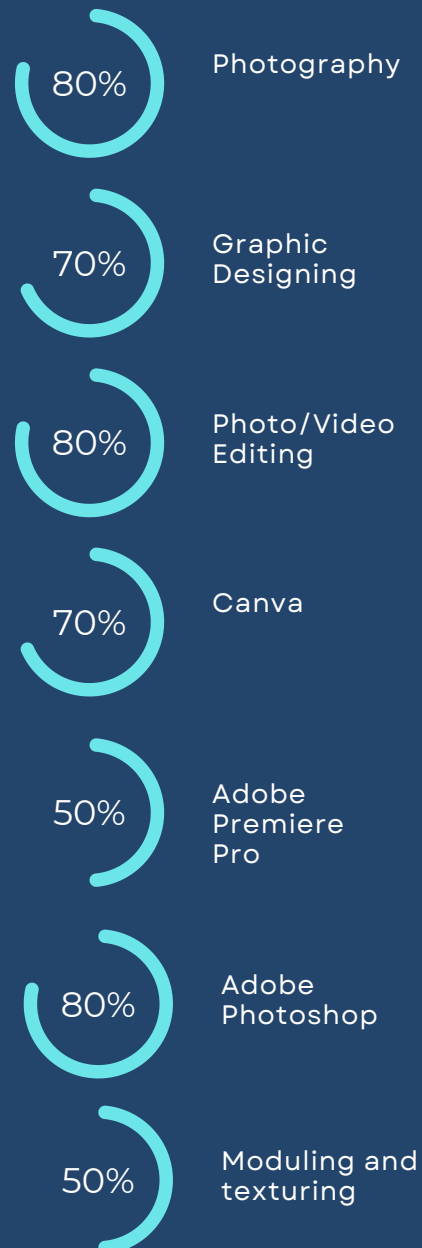 80%
Photography
70%
Graphic
Designing
80%
Photo/Video
Editing
70%
Canva
50%
Adobe
Premiere
Pro
80%
Adobe
Photoshop
50%
Moduling and
texturing